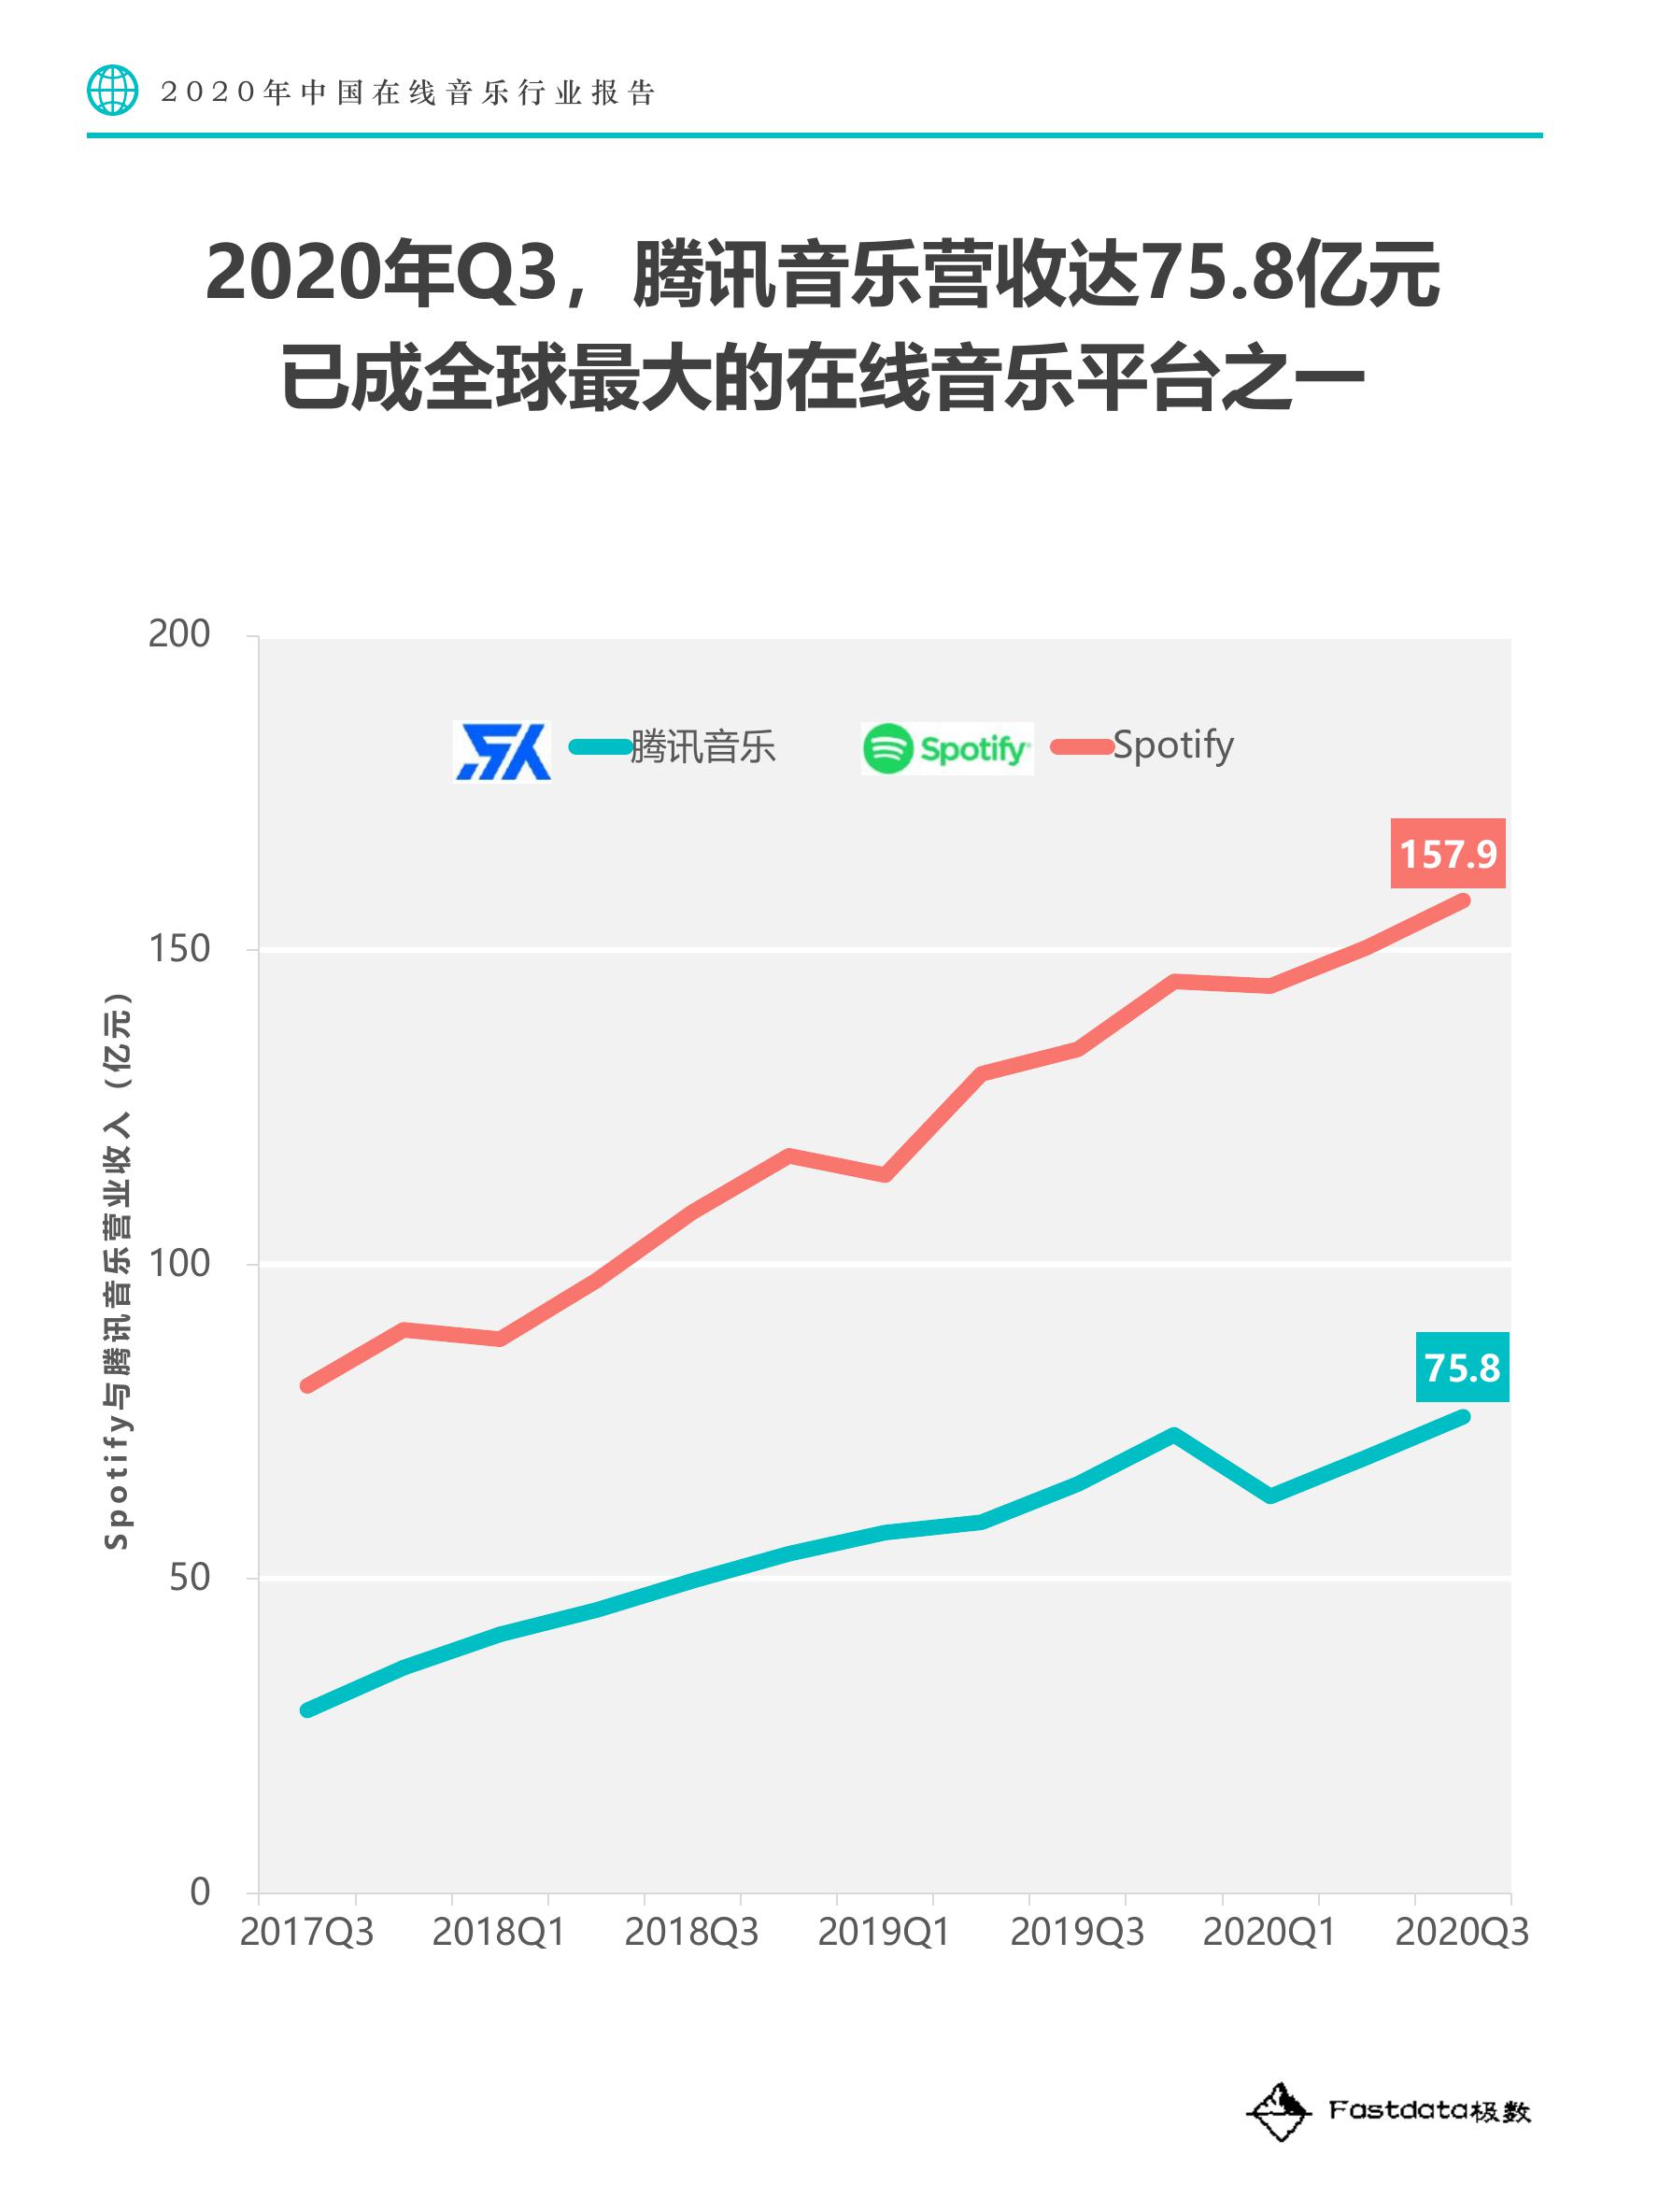 2020年中国在线音乐行业报告
2020年Q3，腾讯音乐营收达75.8亿元
已成全球最大的在线音乐平台之一
200
150
100
50
0
Spotify与腾讯音乐营业收入（亿元）
腾讯音乐
Spotify
Spotify
157.9
75.8
2017Q3 2018Q1 2018Q3 2019Q1 2019Q3 2020Q1 2020Q3
Fastdata极数